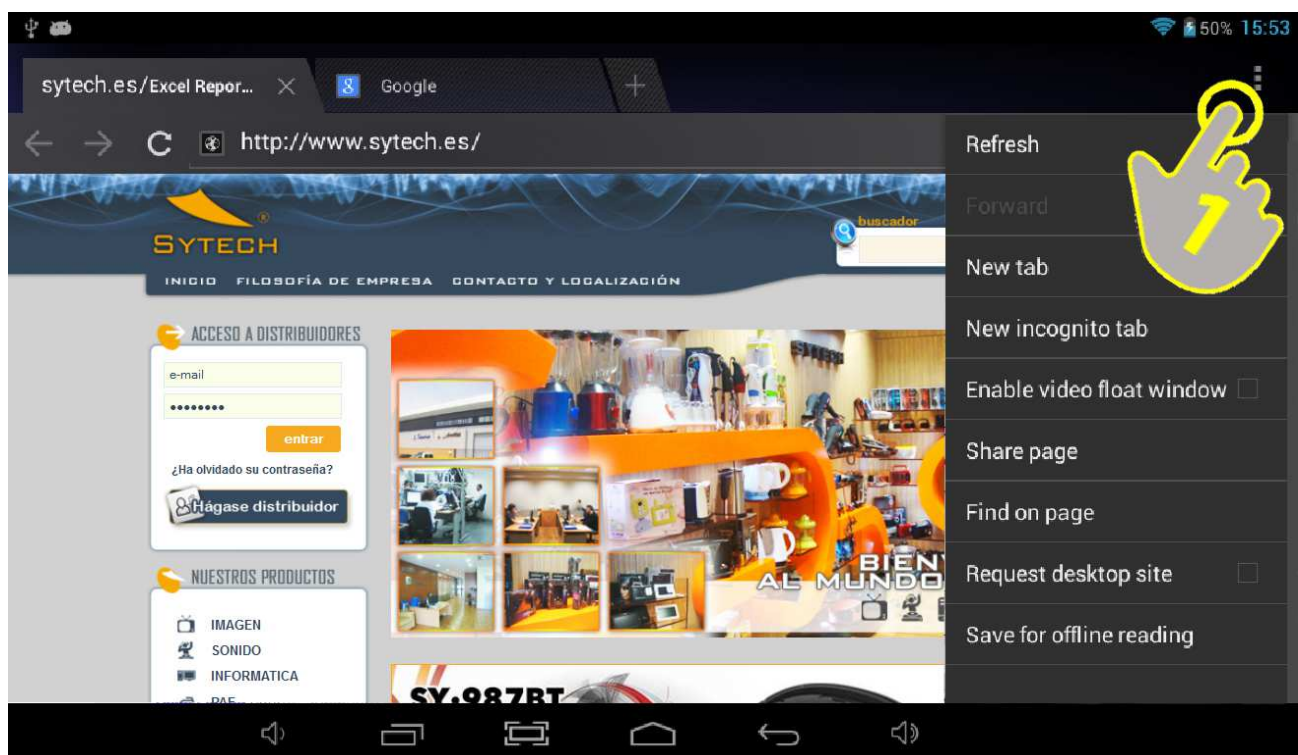 50% 15:53
sytech.es/Excel Repor...
Google
http://www.sytech.es/
SYTECH
®
buscador
INICIO FILOSOFÍA DE EMPRESA CONTACTO Y LOCALIZACIÓN
ACCESO A DISTRIBUIDORES
e-mail
••••••••
entrar
¿Ha olvidado su contraseña?
Hágase distribuidor
NUESTROS PRODUCTOS
IMAGEN
SONIDO
INFORMATICA
PAE
BIEN
AL MUNDO
SY-987BT
Refresh
Forward
New tab
New incognito tab
Enable video float window
Share page
Find on page
Request desktop site
Save for offline reading
1